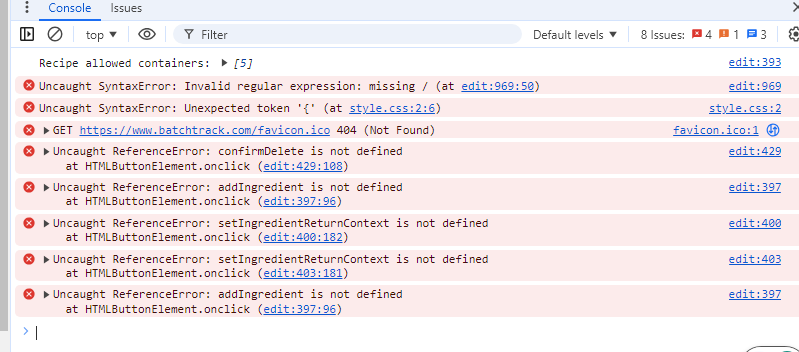 Console Issues
top Filter Default levels 8 Issues: 4 1 3
Recipe allowed containers: [5] edit:393
Uncaught SyntaxError: Invalid regular expression: missing / (at edit:969:50) edit:969
Uncaught SyntaxError: Unexpected token '{' (at style.css:2:6) style.css:2
GET https://www.batchtrack.com/favicon.ico 404 (Not Found) favicon.ico:1
Uncaught ReferenceError: confirmDelete is not defined edit:429
at HTMLButtonElement.onclick (edit:429:108)
Uncaught ReferenceError: addIngredient is not defined edit:397
at HTMLButtonElement.onclick (edit:397:96)
Uncaught ReferenceError: setIngredientReturnContext is not defined edit:400
at HTMLButtonElement.onclick (edit:400:182)
Uncaught ReferenceError: setIngredientReturnContext is not defined edit:403
at HTMLButtonElement.onclick (edit:403:181)
Uncaught ReferenceError: addIngredient is not defined edit:397
at HTMLButtonElement.onclick (edit:397:96)